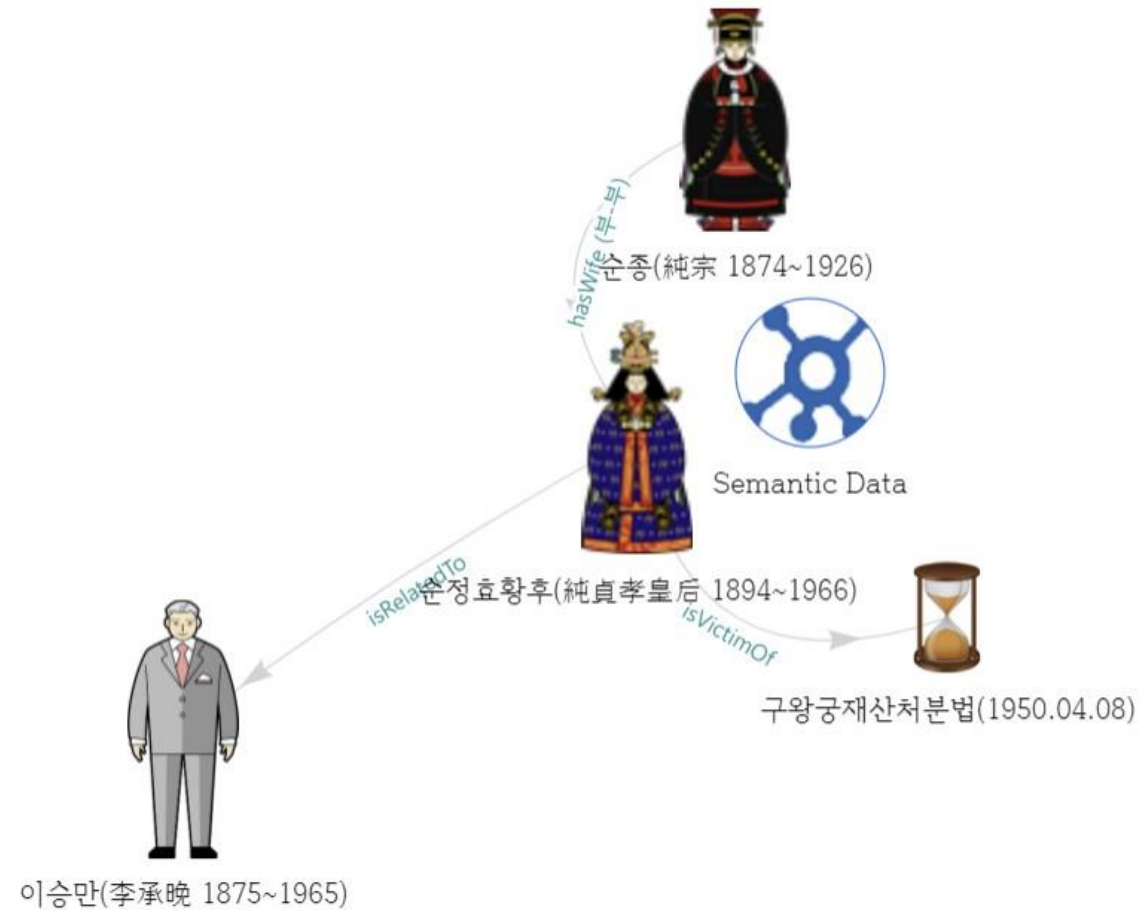 hasWife (부-부)
순종(純宗 1874~1926)
Semantic Data
isRelatedTo
순정효황후(純貞孝皇后 1894~1966)
isVictimOf
구왕궁재산처분법(1950.04.08)
이승만(李承晩 1875~1965)